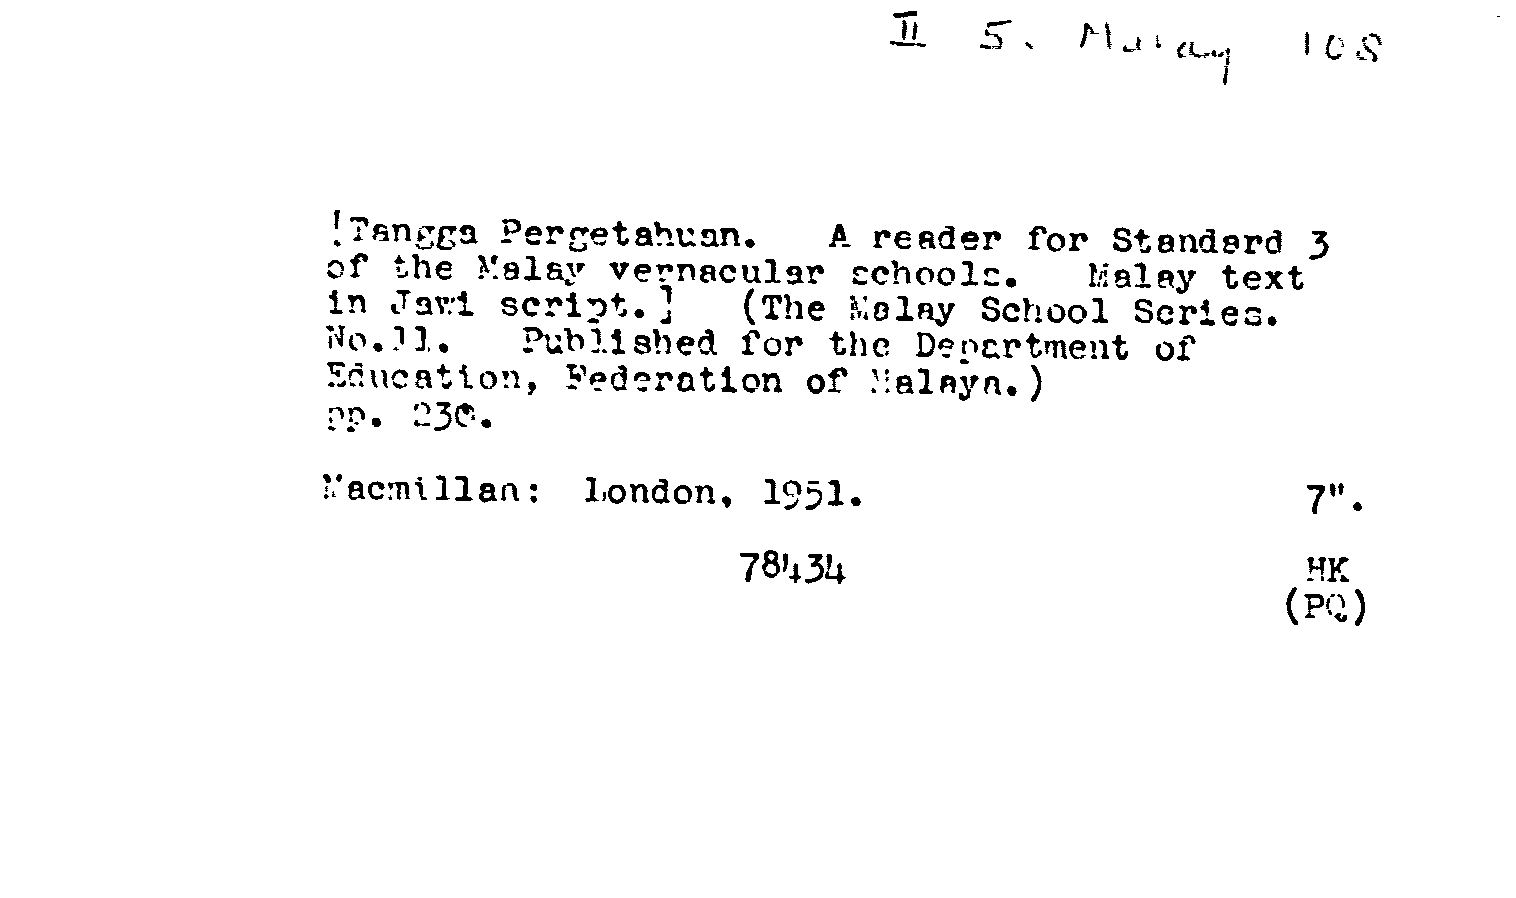 II 5. Malay 108
[Tangga Pergetahuan. A reader for Standard 3
of the Malay vernacular schools. Malay text
in Jawi script.] (The Malay School Series.
No.11. Published for the Department of
Education, Federation of Malaya.)
pp. 230.
Macmillan: London, 1951. 7".
78434 HK
(PQ)